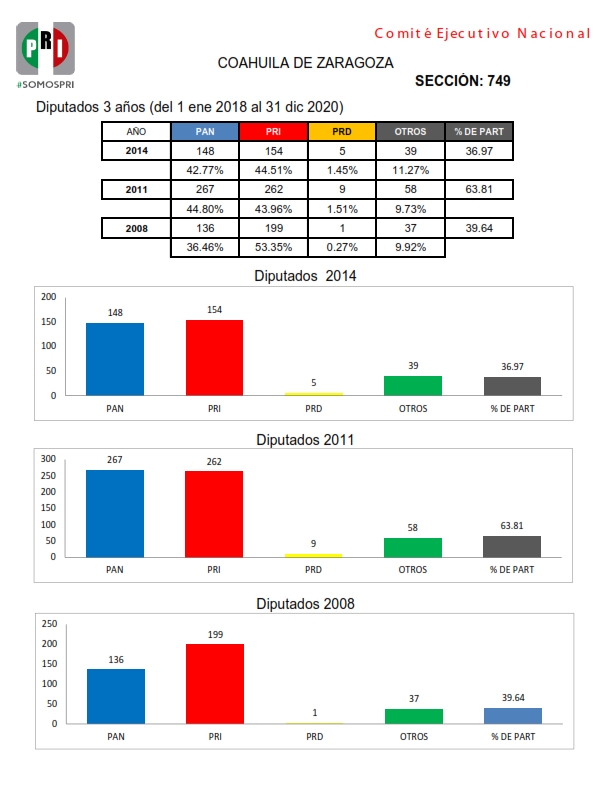 PRI
#SOMOSPRI
Comité Ejecutivo Nacional
COAHUILA DE ZARAGOZA
SECCIÓN: 749
Diputados 3 años (del 1 ene 2018 al 31 dic 2020)
AÑO PAN PRI PRD OTROS % DE PART
2014 148 154 5 39 36.97
42.77% 44.51% 1.45% 11.27%
2011 267 262 9 58 63.81
44.80% 43.96% 1.51% 9.73%
2008 136 199 1 37 39.64
36.46% 53.35% 0.27% 9.92%
Diputados 2014
200
150
100
50
0
148 154 5 39 36.97
PAN PRI PRD OTROS % DE PART
Diputados 2011
300
250
200
150
100
50
0
267 262 9 58 63.81
PAN PRI PRD OTROS % DE PART
Diputados 2008
250
200
150
100
50
0
136 199 1 37 39.64
PAN PRI PRD OTROS % DE PART